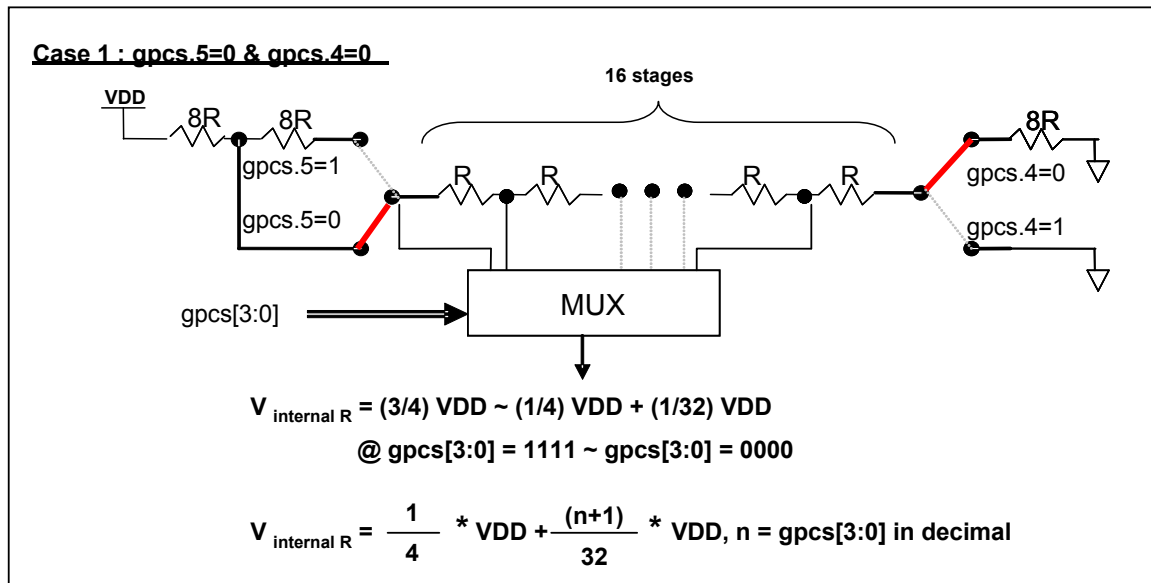 Case 1 : gpcs.5=0 & gpcs.4=0
16 stages
VDD
8R 8R 8R
gpcs.5=1 R R R R gpcs.4=0
gpcs.5=0 gpcs.4=1
gpcs[3:0] MUX
V internal R = (3/4) VDD ~ (1/4) VDD + (1/32) VDD
@ gpcs[3:0] = 1111 ~ gpcs[3:0] = 0000
V internal R = 1/4 * VDD + (n+1)/32 * VDD, n = gpcs[3:0] in decimal